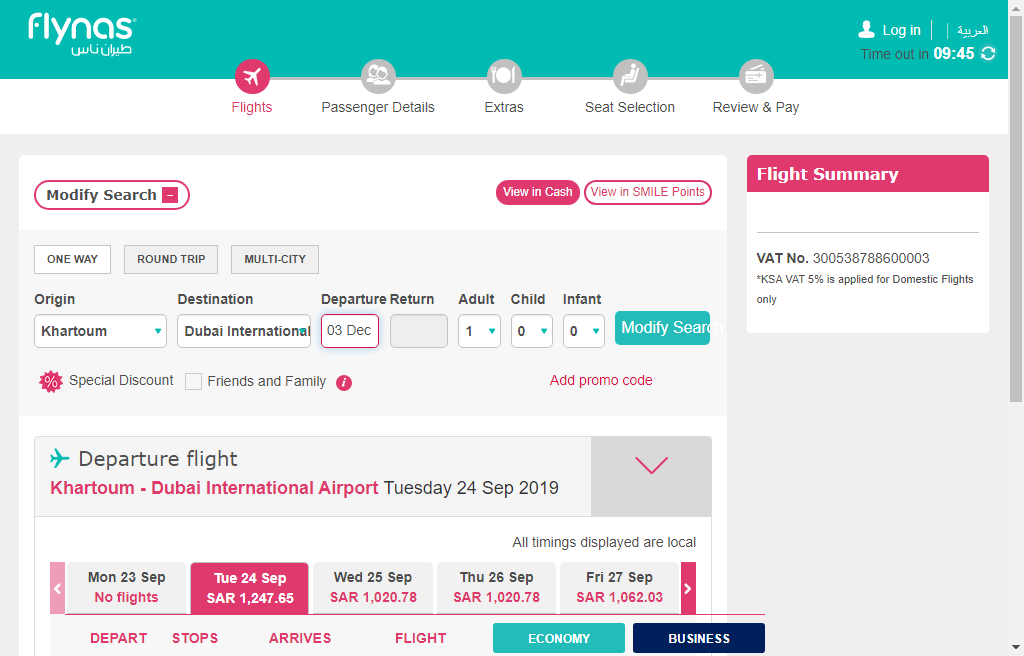 flynas
طيران ناس
Log in
العربية
Time out in 09:45
Flights
Passenger Details
Extras
Seat Selection
Review & Pay
Modify Search
View in Cash
View in SMILE Points
Flight Summary
ONE WAY
ROUND TRIP
MULTI-CITY
VAT No. 300538788600003
*KSA VAT 5% is applied for Domestic Flights
only
Origin
Destination
Departure
Return
Adult
Child
Infant
Khartoum
Dubai International
03 Dec
1
0
0
Modify Search
Special Discount
Friends and Family
Add promo code
Departure flight
Khartoum - Dubai International Airport Tuesday 24 Sep 2019
All timings displayed are local
Mon 23 Sep
No flights
Tue 24 Sep
SAR 1,247.65
Wed 25 Sep
SAR 1,020.78
Thu 26 Sep
SAR 1,020.78
Fri 27 Sep
SAR 1,062.03
DEPART
STOPS
ARRIVES
FLIGHT
ECONOMY
BUSINESS